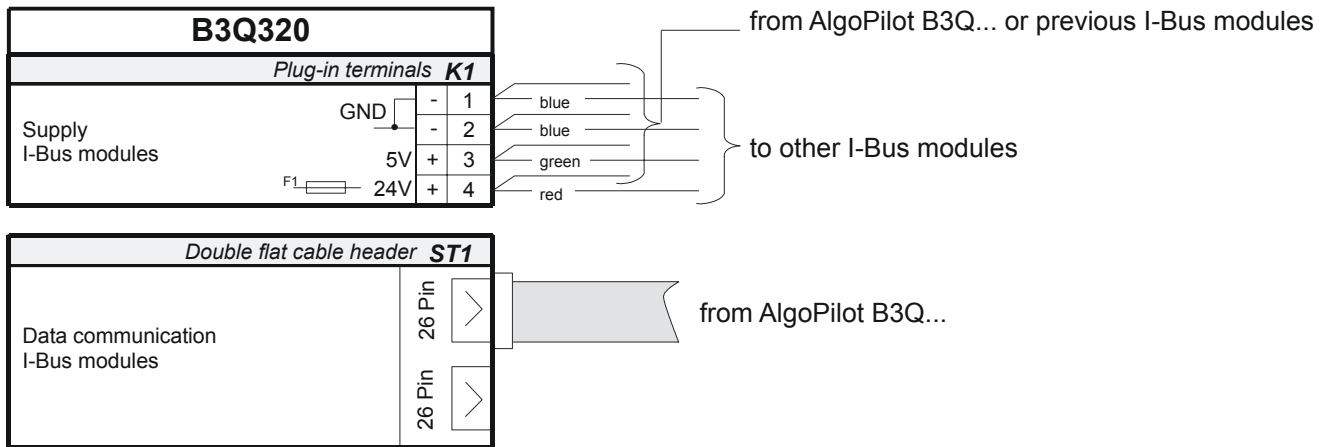 B3Q320
Plug-in terminals K1
from AlgoPilot B3Q... or previous I-Bus modules
Supply
I-Bus modules
GND - 1 blue
- 2 blue
5V + 3 green
F1 24V + 4 red
to other I-Bus modules
Double flat cable header ST1
Data communication
I-Bus modules
26 Pin
from AlgoPilot B3Q...
26 Pin